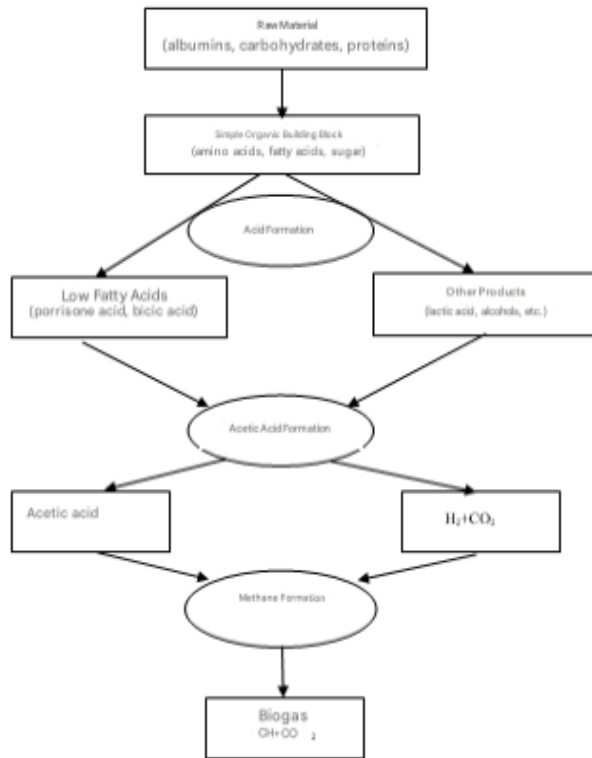 Raw Material
(albumins, carbohydrates, proteins)
Simple Organic Building Block
(amino acids, fatty acids, sugar)
Acid Formation
Low Fatty Acids
(porrisone acid, bicic acid)
Other Products
(lactic acid, alcohols, etc.)
Acetic Acid Formation
Acetic acid
H₂+CO₂
Methane Formation
Biogas
CH+CO ₂